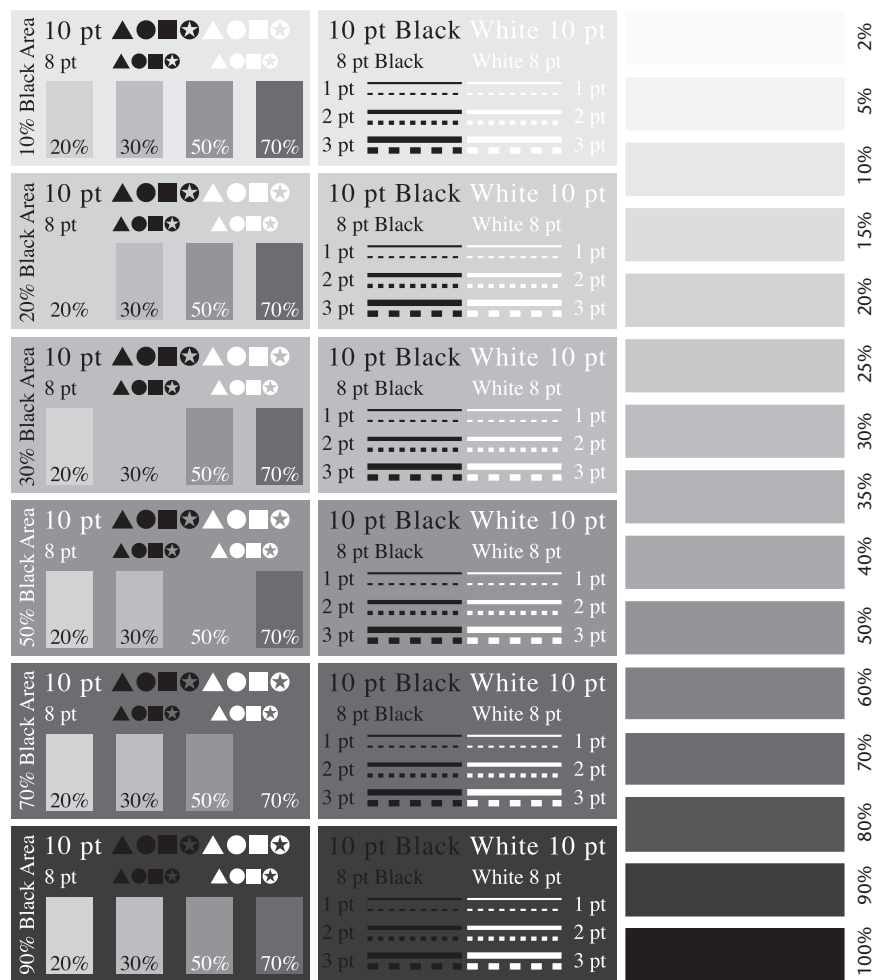 10% Black Area
10 pt
8 pt
20% 30% 50% 70%
10 pt Black White 10 pt
8 pt Black White 8 pt
1 pt 1 pt
2 pt 2 pt
3 pt 3 pt
20% Black Area
10 pt
8 pt
20% 30% 50% 70%
10 pt Black White 10 pt
8 pt Black White 8 pt
1 pt 1 pt
2 pt 2 pt
3 pt 3 pt
30% Black Area
10 pt
8 pt
20% 30% 50% 70%
10 pt Black White 10 pt
8 pt Black White 8 pt
1 pt 1 pt
2 pt 2 pt
3 pt 3 pt
50% Black Area
10 pt
8 pt
20% 30% 50% 70%
10 pt Black White 10 pt
8 pt Black White 8 pt
1 pt 1 pt
2 pt 2 pt
3 pt 3 pt
70% Black Area
10 pt
8 pt
20% 30% 50% 70%
10 pt Black White 10 pt
8 pt Black White 8 pt
1 pt 1 pt
2 pt 2 pt
3 pt 3 pt
90% Black Area
10 pt
8 pt
20% 30% 50% 70%
10 pt Black White 10 pt
8 pt Black White 8 pt
1 pt 1 pt
2 pt 2 pt
3 pt 3 pt
2%
5%
10%
15%
20%
25%
30%
35%
40%
50%
60%
70%
80%
90%
100%